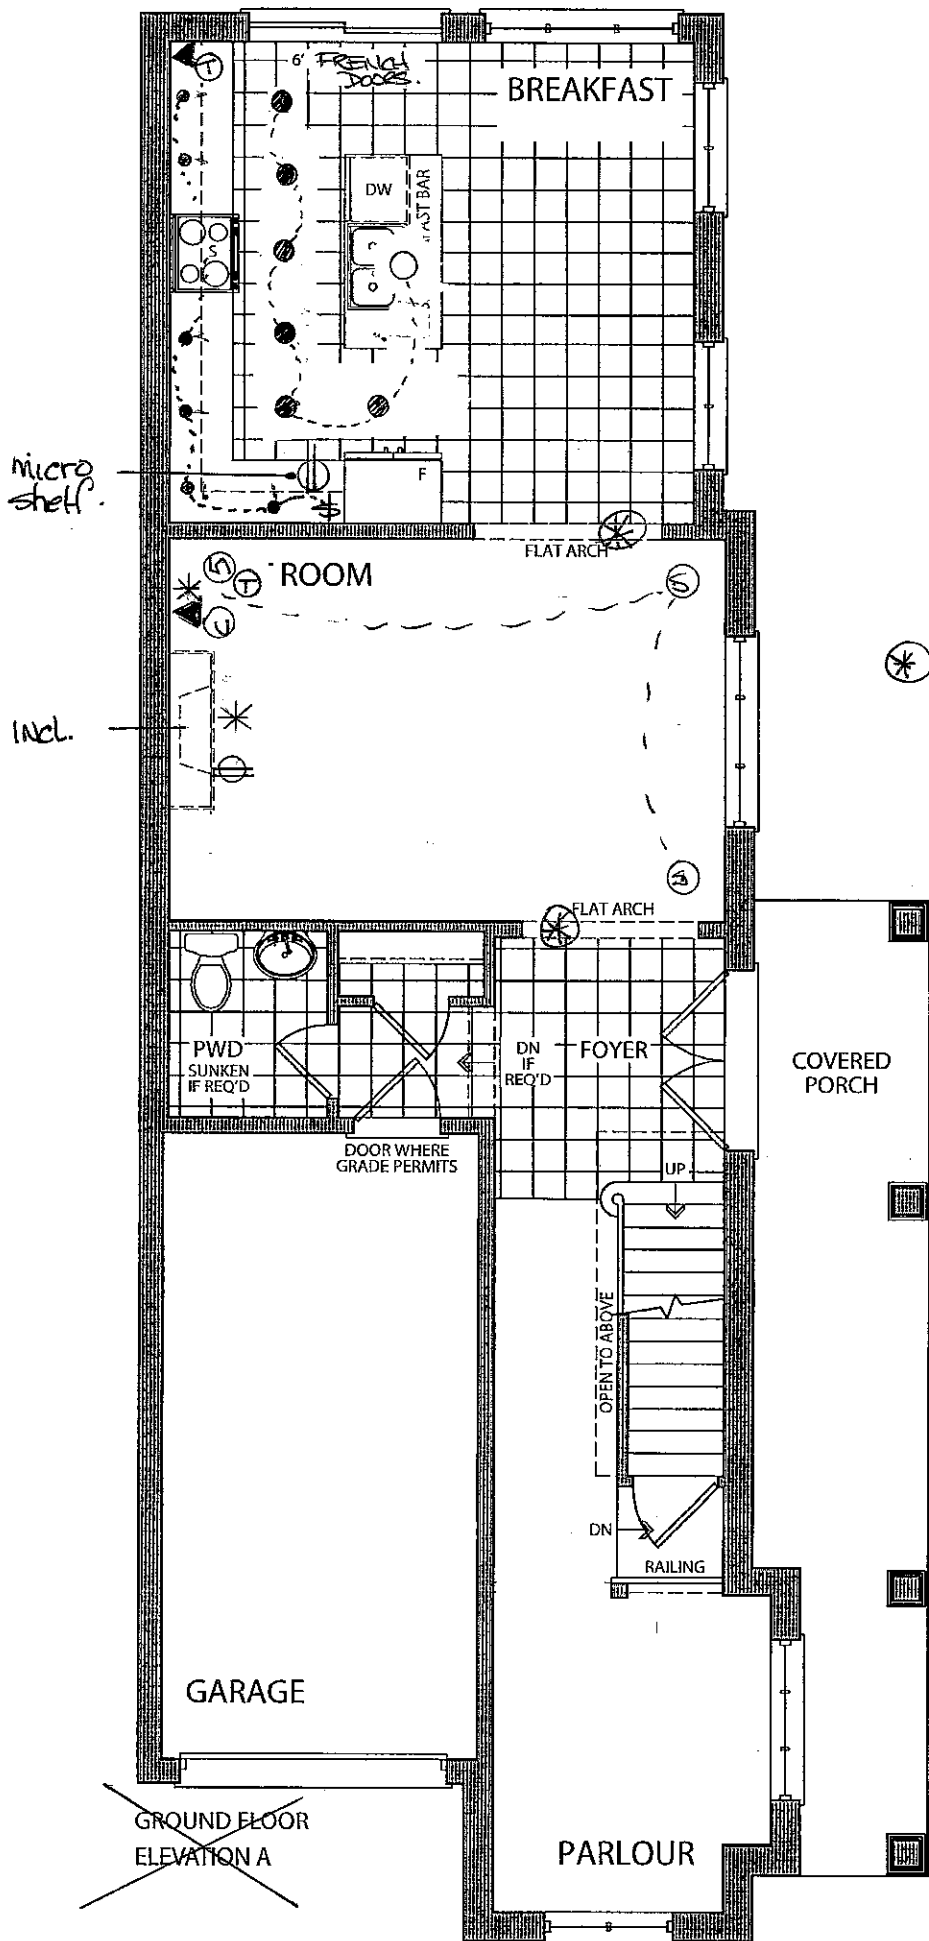 6' FRENCH
DOORS.
BREAKFAST
T
DW
AST BAR
S
micro
shelf.
F
$
FLAT ARCH
S T ROOM
S
INCL.
S
FLAT ARCH
PWD
SUNKEN
IF REQ'D
DN
IF
REQ'D
FOYER
COVERED
PORCH
DOOR WHERE
GRADE PERMITS
UP
OPEN TO ABOVE
DN
RAILING
GARAGE
GROUND FLOOR
ELEVATION A
PARLOUR